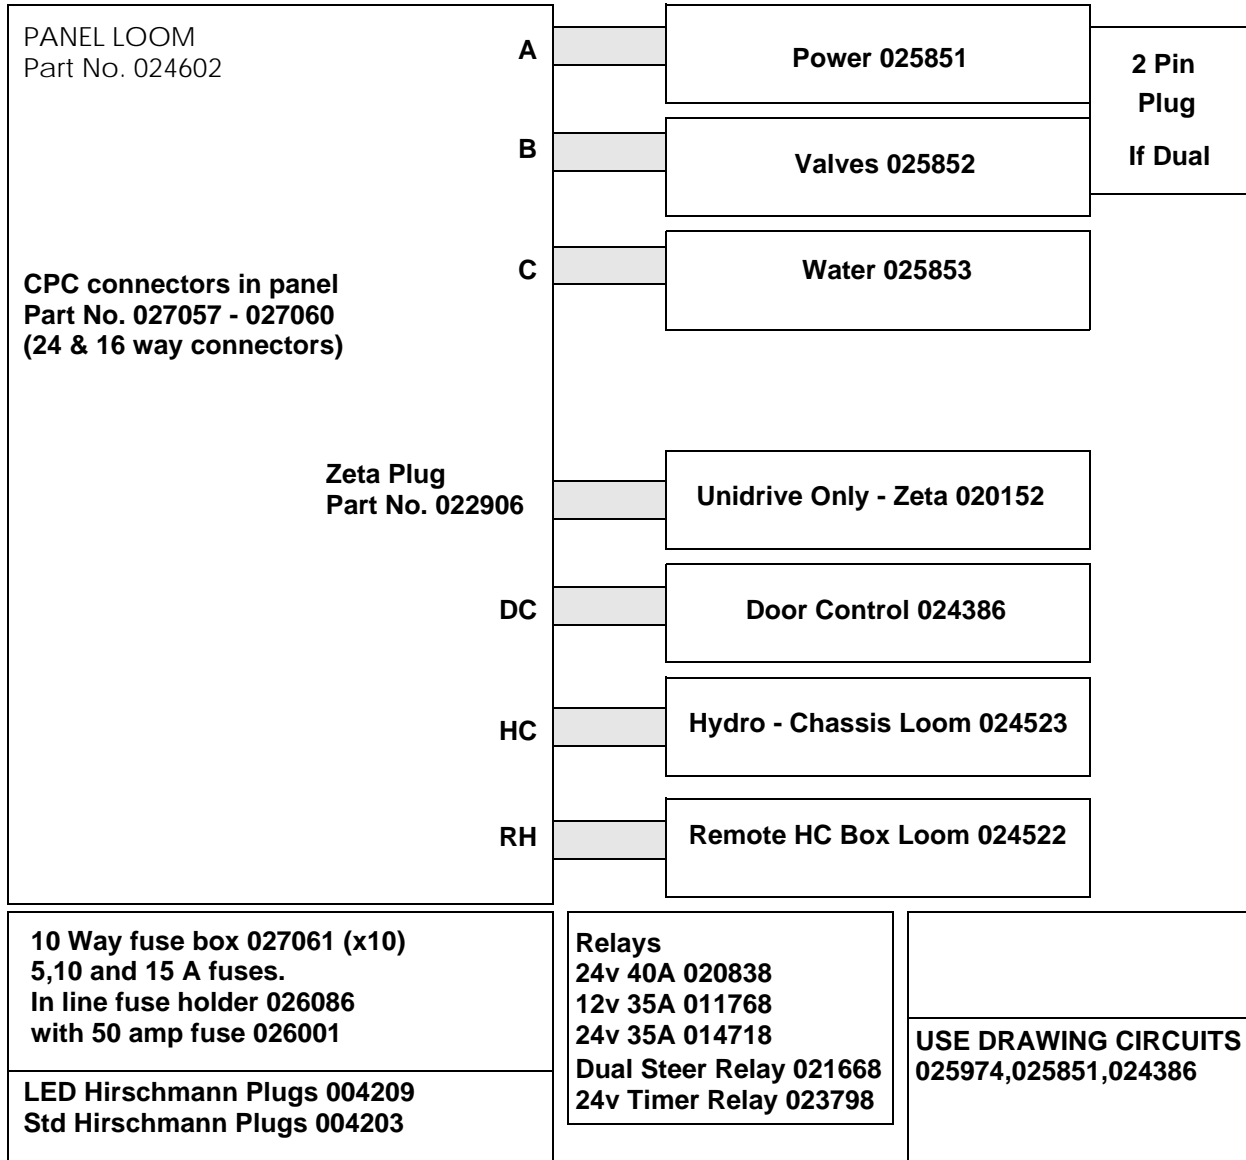 PANEL LOOM
Part No. 024602
A
Power 025851
2 Pin
Plug
If Dual
B
Valves 025852
C
Water 025853
CPC connectors in panel
Part No. 027057 - 027060
(24 & 16 way connectors)
Zeta Plug
Part No. 022906
Unidrive Only - Zeta 020152
DC
Door Control 024386
HC
Hydro - Chassis Loom 024523
RH
Remote HC Box Loom 024522
10 Way fuse box 027061 (x10)
5,10 and 15 A fuses.
In line fuse holder 026086
with 50 amp fuse 026001
LED Hirschmann Plugs 004209
Std Hirschmann Plugs 004203
Relays
24v 40A 020838
12v 35A 011768
24v 35A 014718
Dual Steer Relay 021668
24v Timer Relay 023798
USE DRAWING CIRCUITS
025974,025851,024386